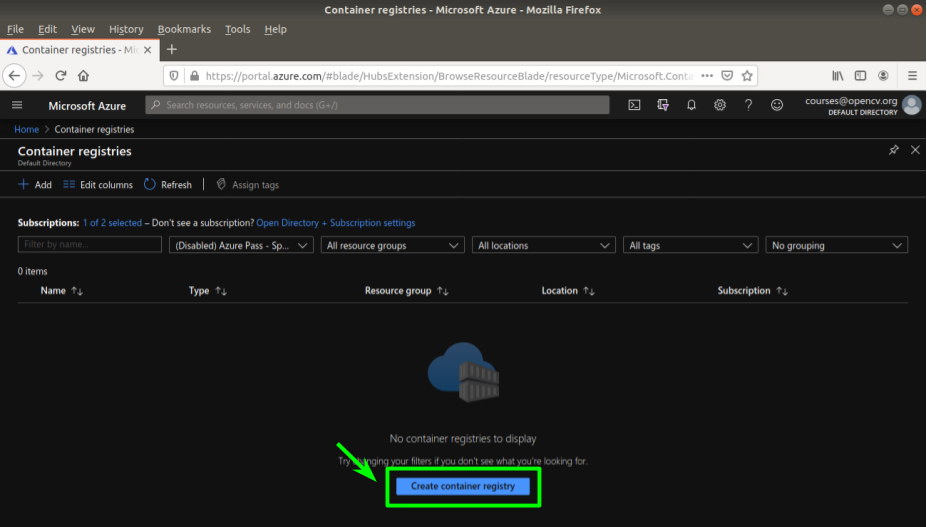 Container registries - Microsoft Azure - Mozilla Firefox
File Edit View History Bookmarks Tools Help
Container registries - Mic
https://portal.azure.com/#blade/HubsExtension/BrowseResourceBlade/resourceType/Microsoft.Conta
Microsoft Azure Search resources, services, and docs (G+/) courses@opencv.org
DEFAULT DIRECTORY
Home > Container registries
Container registries
Default Directory
Add Edit columns Refresh Assign tags
Subscriptions: 1 of 2 selected – Don't see a subscription? Open Directory + Subscription settings
Filter by name... (Disabled) Azure Pass - Sp... All resource groups All locations All tags No grouping
0 items
Name Type Resource group Location Subscription
No container registries to display
Try changing your filters if you don't see what you're looking for.
Create container registry